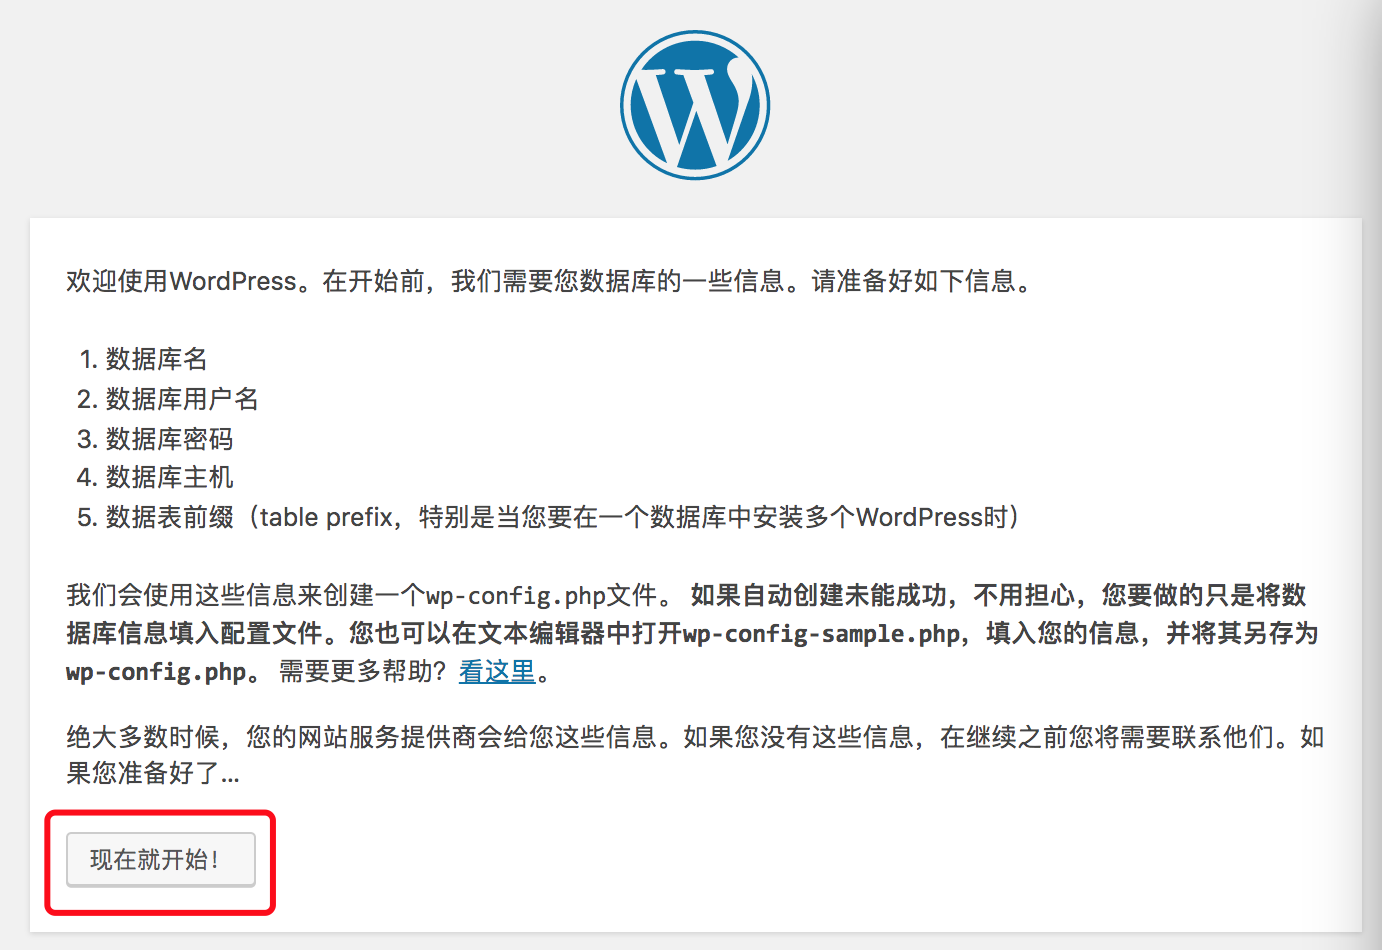 欢迎使用WordPress。在开始前，我们需要您数据库的一些信息。请准备好如下信息。
1. 数据库名
2. 数据库用户名
3. 数据库密码
4. 数据库主机
5. 数据表前缀（table prefix，特别是当您要在一个数据库中安装多个WordPress时）
我们会使用这些信息来创建一个wp-config.php文件。 如果自动创建未能成功，不用担心，您要做的只是将数
据库信息填入配置文件。您也可以在文本编辑器中打开wp-config-sample.php，填入您的信息，并将其另存为
wp-config.php。 需要更多帮助？看这里。
绝大多数时候，您的网站服务提供商会给您这些信息。如果您没有这些信息，在继续之前您将需要联系他们。如
果您准备好了…
现在就开始！